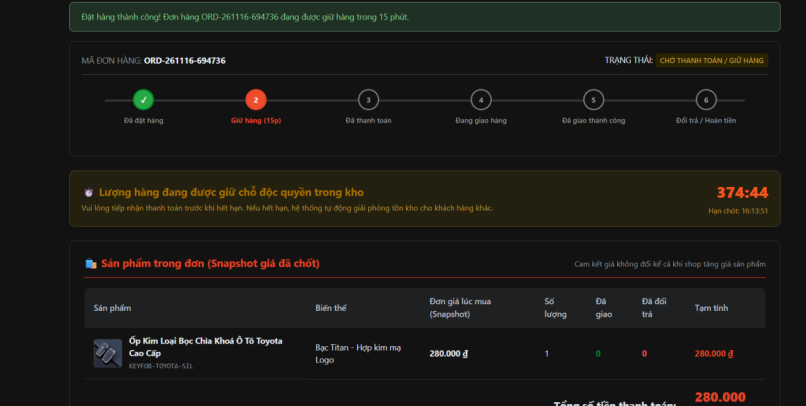 Đặt hàng thành công! Đơn hàng ORD-261116-694736 đang được giữ hàng trong 15 phút.
MÃ ĐƠN HÀNG: ORD-261116-694736
TRẠNG THÁI: CHỜ THANH TOÁN / GIỮ HÀNG
✓ 2 3 4 5 6
Đã đặt hàng Giữ hàng (15p) Đã thanh toán Đang giao hàng Đã giao thành công Đổi trả / Hoàn tiền
Lượng hàng đang được giữ chỗ độc quyền trong kho
374:44
Vui lòng tiếp nhận thanh toán trước khi hết hạn. Nếu hết hạn, hệ thống tự động giải phóng tồn kho cho khách hàng khác.
Hạn chót: 16:13:51
Sản phẩm trong đơn (Snapshot giá đã chốt)
Cam kết giá không đổi kể cả khi shop tăng giá sản phẩm
Sản phẩm Biến thể Đơn giá lúc mua (Snapshot) Số lượng Đã giao Đã đổi trả Tạm tính
Ốp Kim Loại Bọc Chìa Khoá Ô Tô Toyota
Cao Cấp
KEYFOB-TOYOTA-SIL
Bạc Titan - Hợp kim mạ
Logo
280.000 ₫
1
0
0
280.000 ₫
Tổng số tiền thanh toán:
280.000